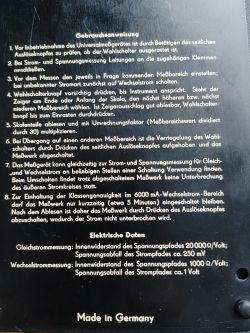 Gebrauchsanweisung
1. Vor Inbetriebnahme des Universalmeßgerätes ist durch Betätigen des seitlichen
Auslöseknopfes zu prüfen, ob der Wahlschalter ausgerastet ist.
2. Bei Strom- und Spannungsmessung Leitungen an die zugehörigen Klemmen
anschließen.
3. Vor dem Messen den jeweils in Frage kommenden Meßbereich einstellen;
bei unbekannter Stromart zunächst auf Wechselstrom schalten.
4. Wahlschalterknopf vorsichtig drücken, bis Instrument anspricht. Steht der
Zeiger am Ende oder Anfang der Skala, den nächst höheren bzw. nächst
niederen Meßbereich wählen. Ist Zeigerausschlag gut ablesbar, Wahlschalter-
knopf bis zum Einrasten durchdrücken.
5. Skalenteile ablesen und mit Umwendungsfaktor (Meßbereichswert dividiert
durch 30) multiplizieren.
6. Bei Übergang auf einen anderen Meßbereich ist die Verriegelung des Wahl-
schalters durch Drücken des seitlichen Auslöseknopfes aufgehoben und das
Meßwerk abgeschaltet.
7. Das Meßgerät kann gleichzeitig zur Strom- und Spannungsmessung für Gleich-
und Wechselstrom an beliebigen Stellen einer Schaltung Verwendung finden.
Beim Umschalten findet trotz abgeschaltetem Meßwerk keine Unterbrechung
des äußeren Stromkreises statt.
8. Zur Einhaltung der Klassengenauigkeit im 6000 mA-Wechselstrom-Bereich
darf das Meßwerk nur kurzzeitig (etwa 5 Minuten) eingeschaltet bleiben.
Nach dem Ablesen ist daher das Meßwerk durch Drücken des Auslöseknopfes
abzuschalten, wodurch der Strom nicht unterbrochen wird.
Elektrische Daten
Gleichstrommessung: Innenwiderstand des Spannungspfades 20000 Ω/Volt;
Spannungsabfall des Strompfades ca. 250 mV
Wechselstrommessung: Innenwiderstand des Spannungspfades 1000 Ω/Volt;
Spannungsabfall des Strompfades ca. 1 Volt
Made in Germany